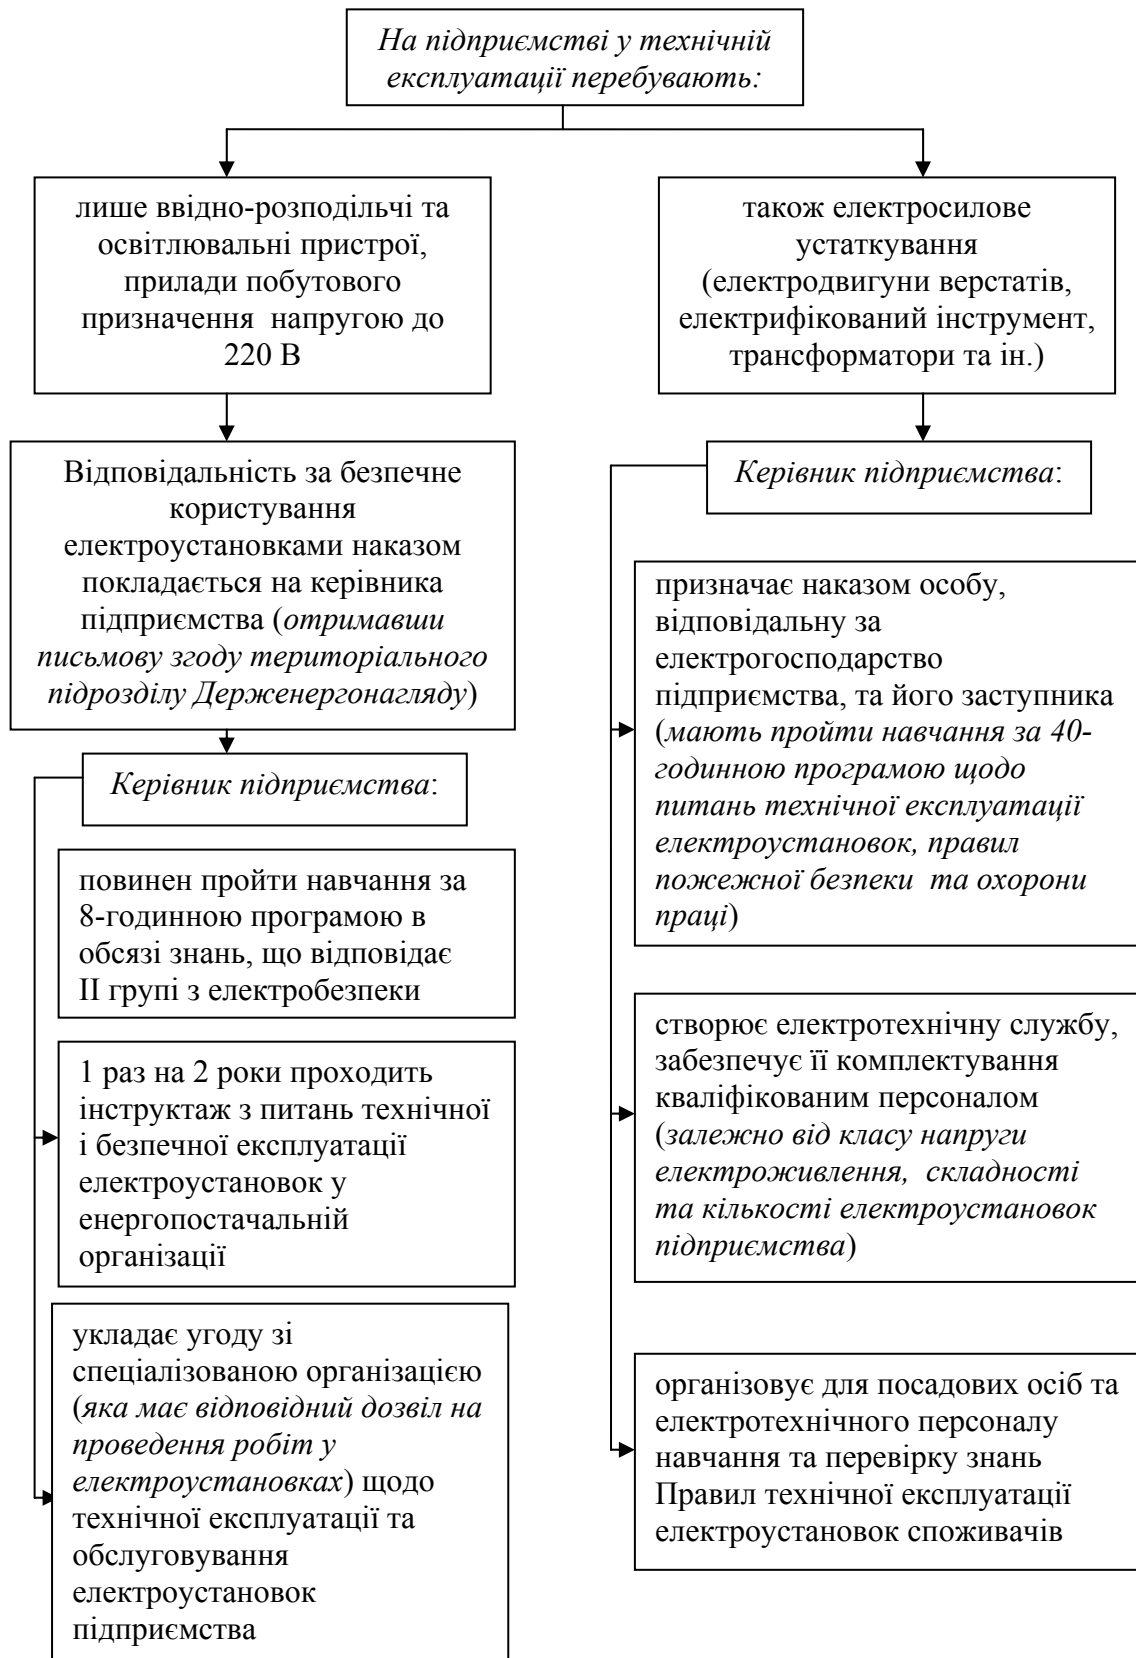 На підприємстві у технічній
експлуатації перебувають:
лише ввідно-розподільчі та
освітлювальні пристрої,
прилади побутового
призначення напругою до
220 В
Відповідальність за безпечне
користування
електроустановками наказом
покладається на керівника
підприємства (отримавши
письмову згоду територіального
підрозділу Держенергонагляду)
Керівник підприємства:
повинен пройти навчання за
8-годинною програмою в
обсязі знань, що відповідає
ІІ групі з електробезпеки
1 раз на 2 роки проходить
інструктаж з питань технічної
і безпечної експлуатації
електроустановок у
енергопостачальній
організації
укладає угоду зі
спеціалізованою організацією
(яка має відповідний дозвіл на
проведення робіт у
електроустановках) щодо
технічної експлуатації та
обслуговування
електроустановок
підприємства
також електросилове
устаткування
(електродвигуни верстатів,
електрифікований інструмент,
трансформатори та ін.)
Керівник підприємства:
призначає наказом особу,
відповідальну за
електрогосподарство
підприємства, та його заступника
(мають пройти навчання за 40-
годинною програмою щодо
питань технічної експлуатації
електроустановок, правил
пожежної безпеки та охорони
праці)
створює електротехнічну службу,
забезпечує її комплектування
кваліфікованим персоналом
(залежно від класу напруги
електроживлення, складності
та кількості електроустановок
підприємства)
організовує для посадових осіб та
електротехнічного персоналу
навчання та перевірку знань
Правил технічної експлуатації
електроустановок споживачів